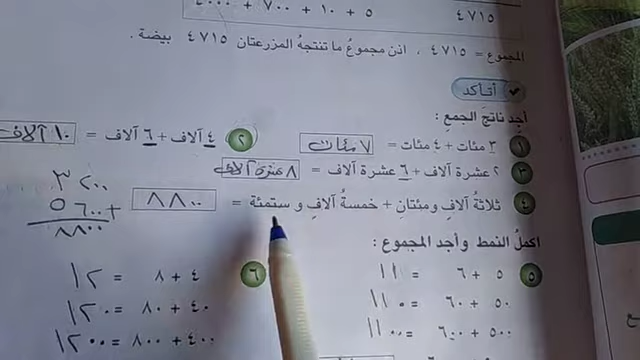 ٥ + ١٠ + ٧٠٠ + ٤٠٠٠
٤٧١٥
المجموع = ٤٧١٥ ، اذن مجموعُ ما تنتجهُ المزرعتان ٤٧١٥ بيضة .
أتأكد
أجد ناتجَ الجمعِ :
١ ٣ مئات + ٤ مئات = ٧ مئات
٢ ٤ آلاف + ٦ آلاف = ١٠ آلاف
٣ ٢ عشرة آلاف + ٦ عشرة آلاف = ٨ عشرة آلاف
٤ ثلاثةُ آلافٍ ومئتانِ + خمسةُ آلافٍ و ستمئة = ٨٨٠٠
٣٢٠٠
٥٦٠٠ +
٨٨٠٠
اكملُ النمط وأجد المجموع :
٥ ٥ + ٦ = ١١
٥٠ + ٦٠ = ١١٠
٥٠٠ + ٦٠٠ = ١١٠٠
٦ ٤ + ٨ = ١٢
٤٠ + ٨٠ = ١٢٠
٤٠٠ + ٨٠٠ = ١٢٠٠